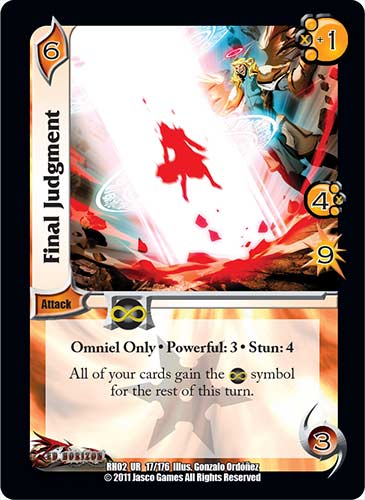 6
+1
Final Judgment
4
9
Attack
Omniel Only • Powerful: 3 • Stun: 4
All of your cards gain the symbol
for the rest of this turn.
3
RED HORIZON
RH02 UR 17/176 Illus. Gonzalo Ordóñez
© 2011 Jasco Games All Rights Reserved